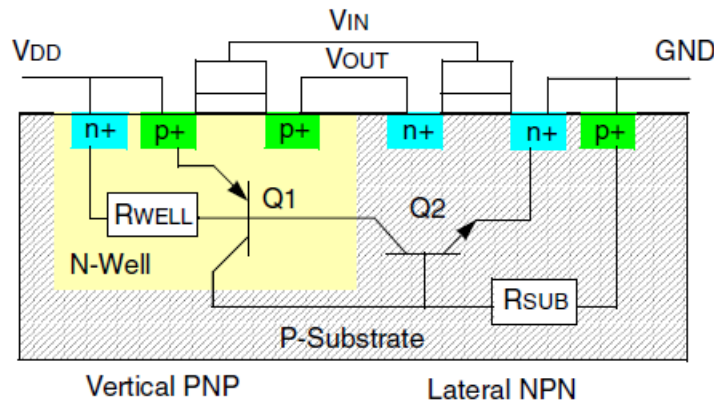 VIN
VDD
VOUT
GND
n+
p+
p+
n+
n+
p+
Q1
Q2
RWELL
N-Well
RSUB
P-Substrate
Vertical PNP
Lateral NPN